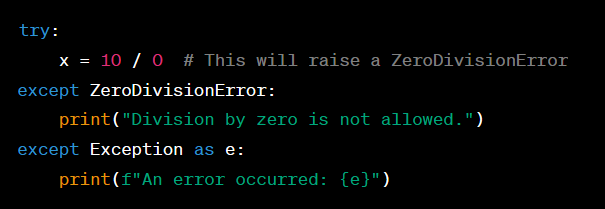 try:
    x = 10 / 0  # This will raise a ZeroDivisionError
except ZeroDivisionError:
    print("Division by zero is not allowed.")
except Exception as e:
    print(f"An error occurred: {e}")